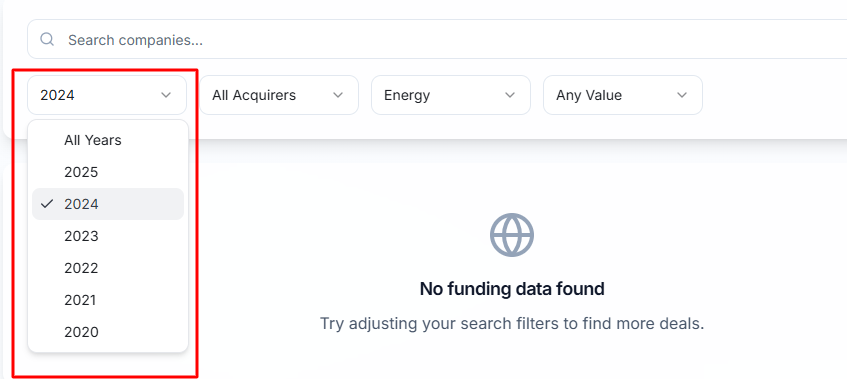 Search companies...
2024 All Acquirers Energy Any Value
All Years
2025
2024
2023
2022
2021
2020
No funding data found
Try adjusting your search filters to find more deals.